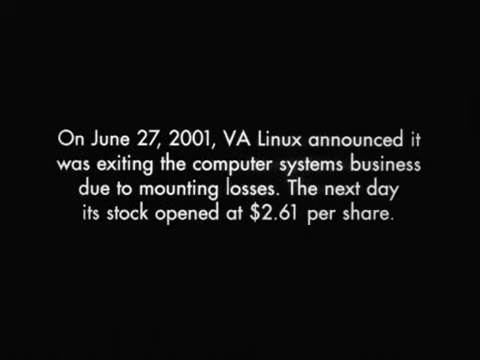 On June 27, 2001, VA Linux announced it
was exiting the computer systems business
due to mounting losses. The next day
its stock opened at $2.61 per share.